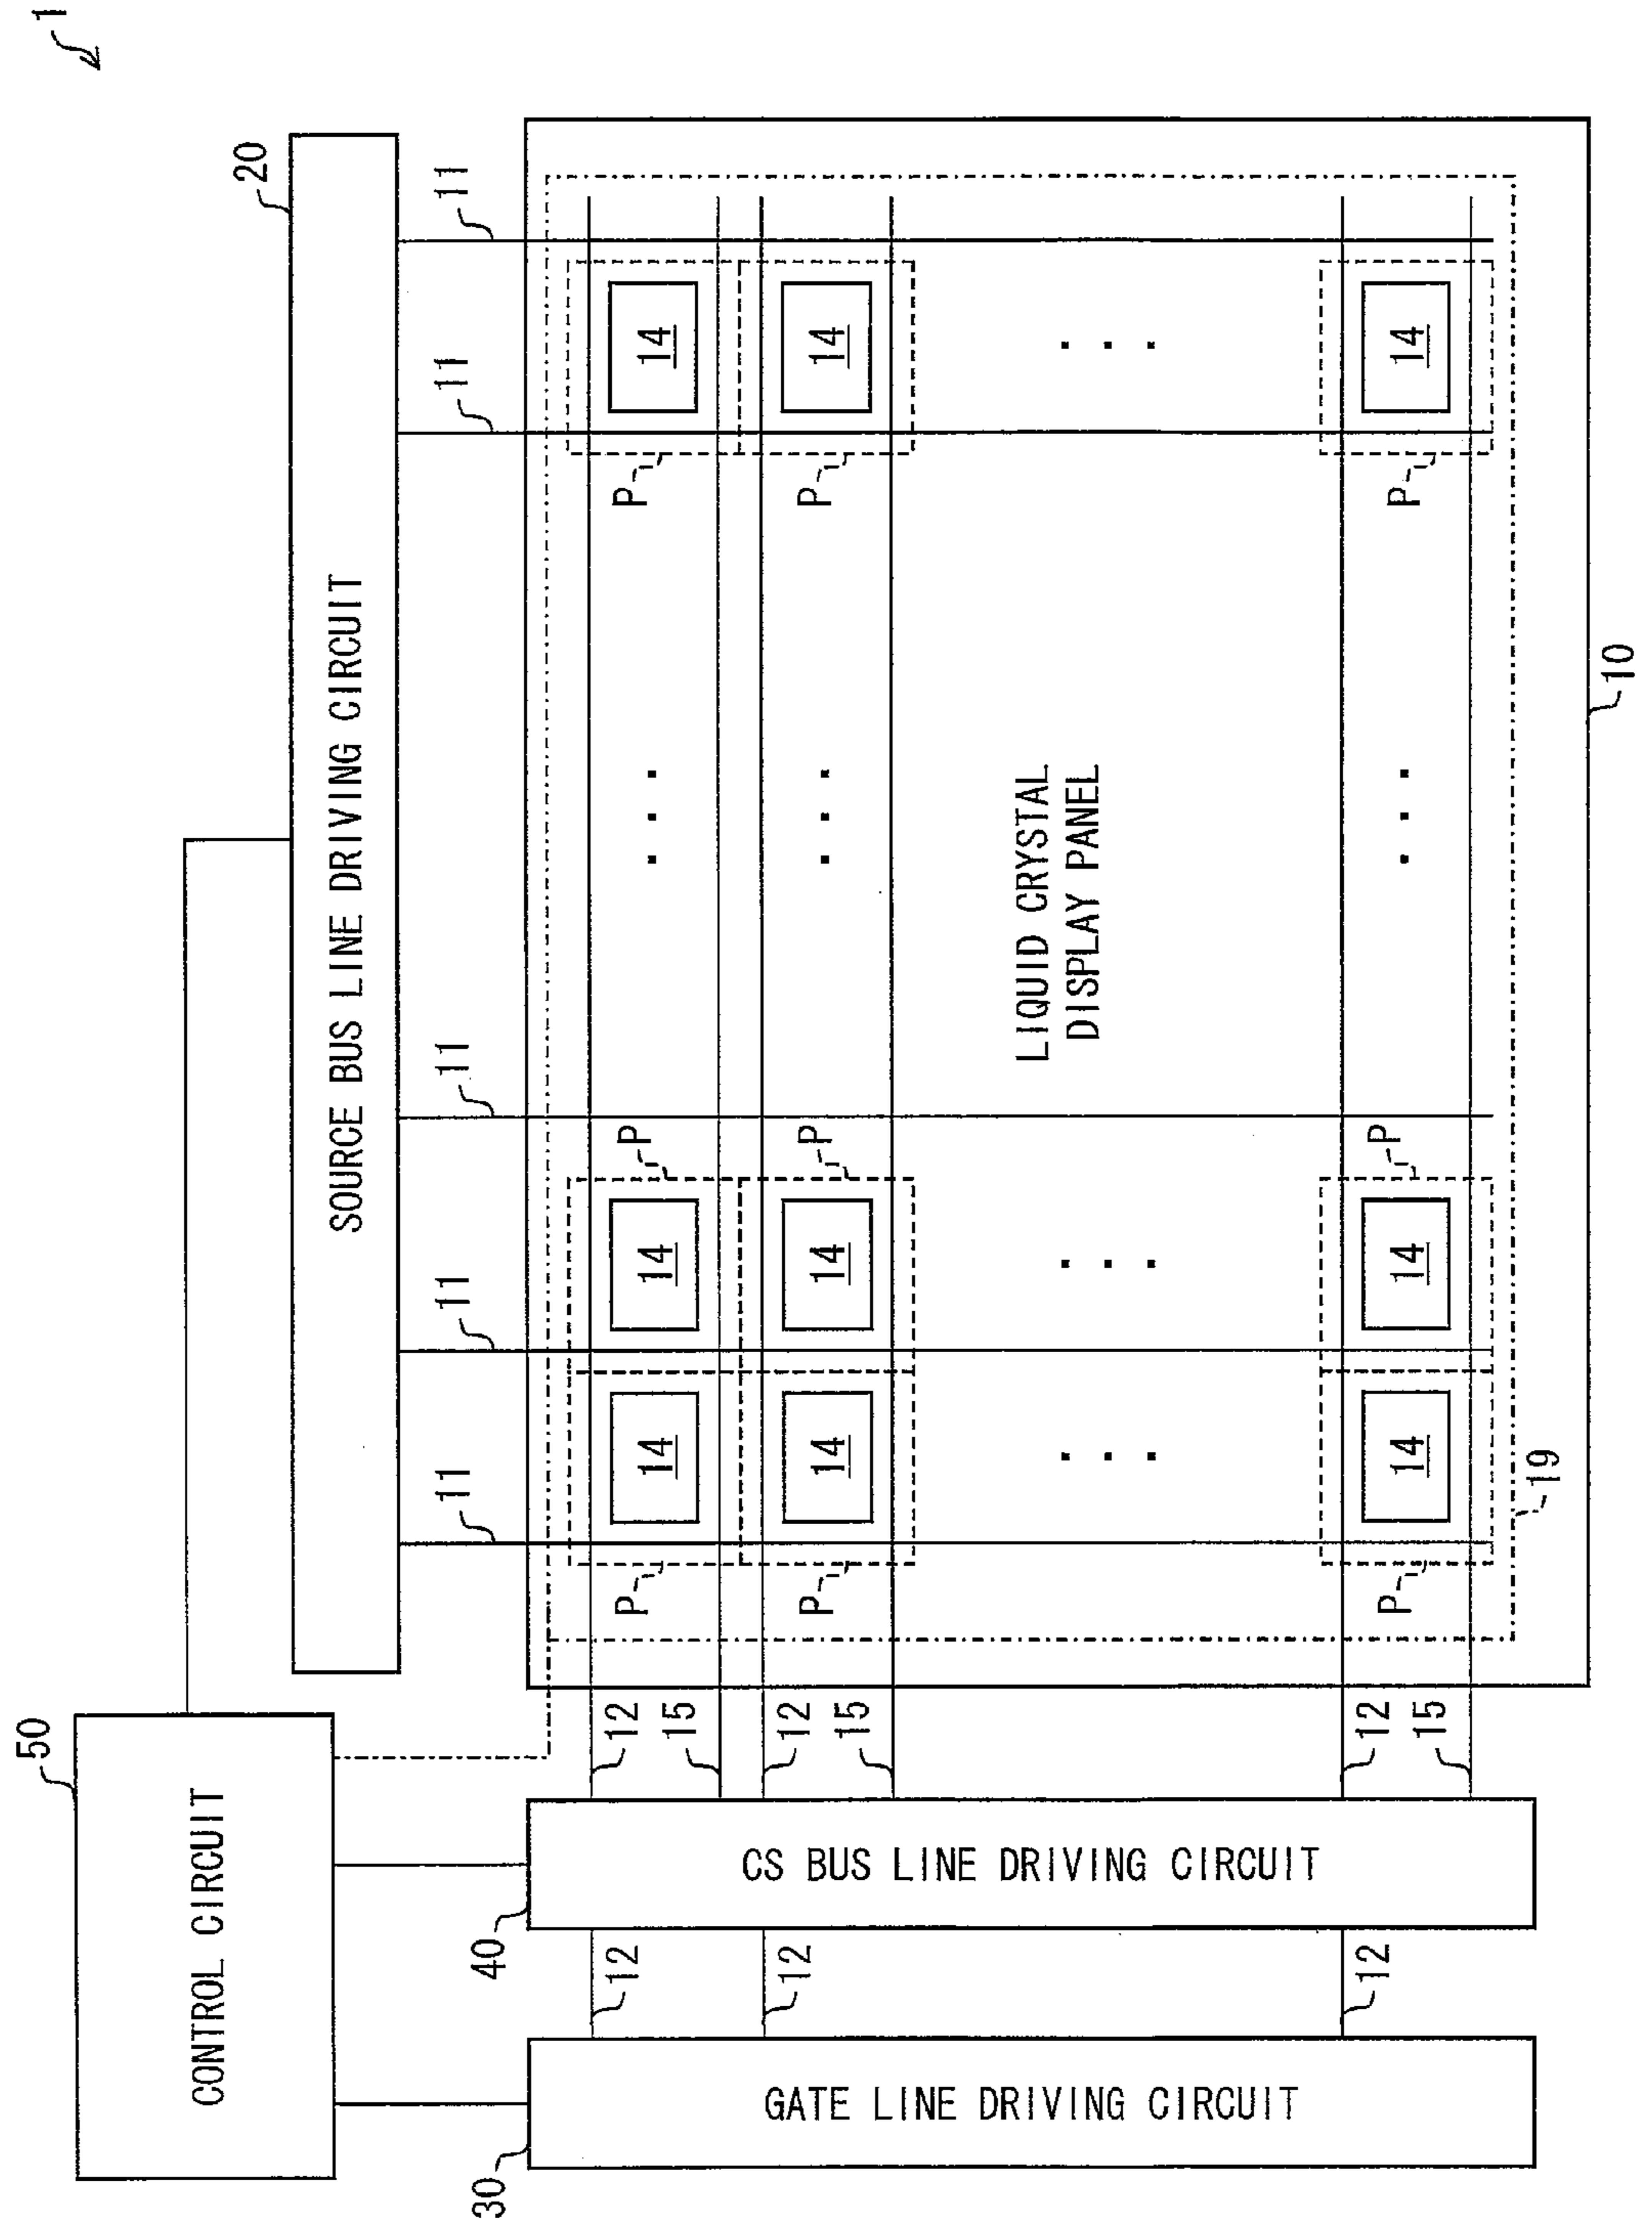 1
50
CONTROL CIRCUIT
20
SOURCE BUS LINE DRIVING CIRCUIT
11
11
11
11
11
30
40
12
12
P
P
P
14
14
14
15
12
12
P
P
P
14
14
14
15
GATE LINE DRIVING CIRCUIT
CS BUS LINE DRIVING CIRCUIT
LIQUID CRYSTAL
DISPLAY PANEL
12
12
P
P
P
14
14
14
15
19
10